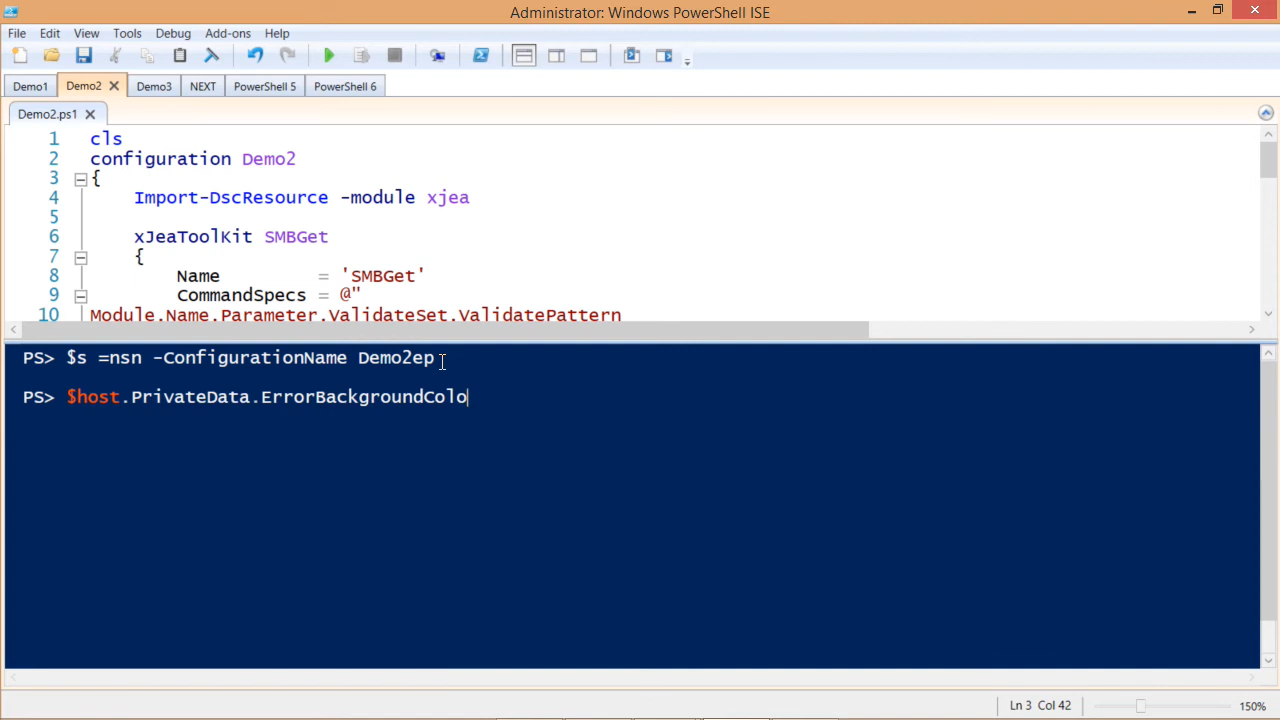 Administrator: Windows PowerShell ISE
File Edit View Tools Debug Add-ons Help
Demo1 Demo2 Demo3 NEXT PowerShell 5 PowerShell 6
Demo2.ps1
1 cls
2 configuration Demo2
3 {
4 Import-DscResource -module xjea
5
6 xJeaToolKit SMBGet
7 {
8 Name = 'SMBGet'
9 CommandSpecs = @"
10 Module.Name.Parameter.ValidateSet.ValidatePattern
PS> $s =nsn -ConfigurationName Demo2ep
PS> $host.PrivateData.ErrorBackgroundColo
Ln 3 Col 42 150%